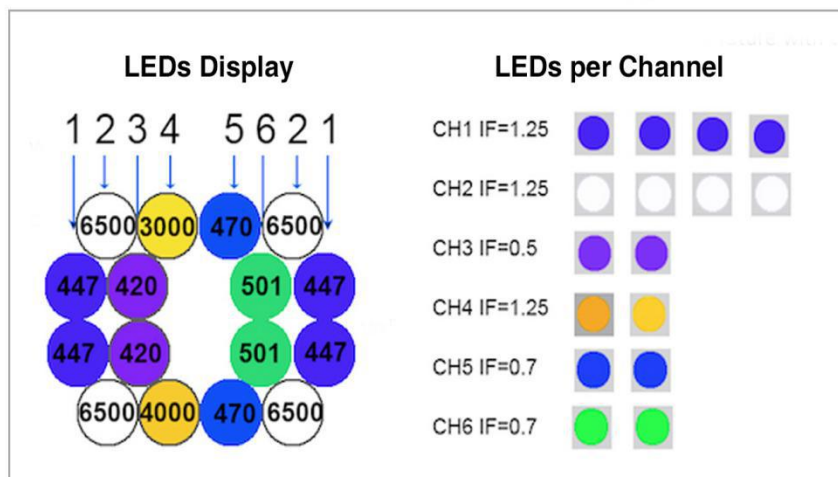 LEDs Display
LEDs per Channel
1 2 3 4 5 6 2 1
6500 3000 470 6500
447 420 501 447
447 420 501 447
6500 4000 470 6500
CH1 IF=1.25
CH2 IF=1.25
CH3 IF=0.5
CH4 IF=1.25
CH5 IF=0.7
CH6 IF=0.7